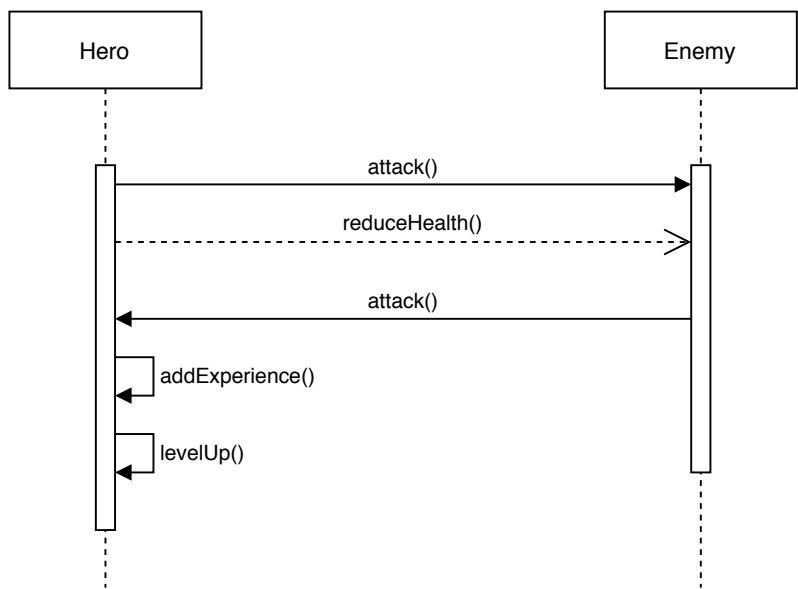 Hero
Enemy
attack()
reduceHealth()
attack()
addExperience()
levelUp()